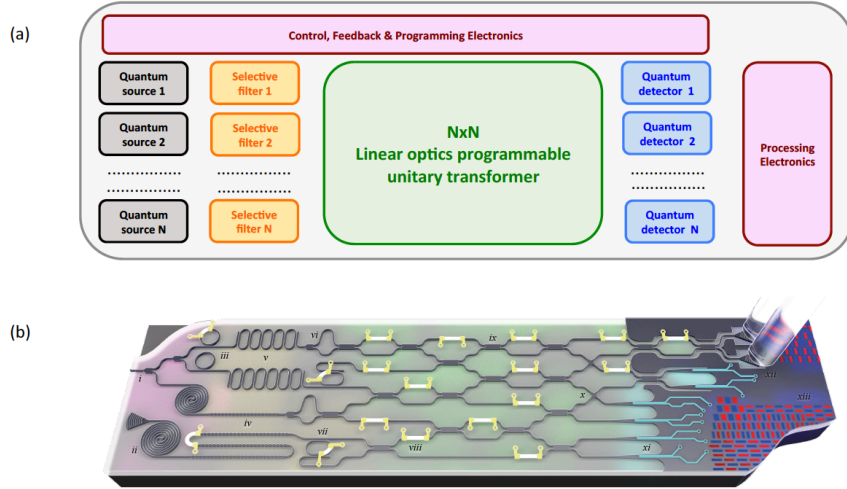 (a)
Control, Feedback & Programming Electronics
Quantum
source 1
Selective
filter 1
Quantum
source 2
Selective
filter 2
..............
..............
..............
..............
Quantum
source N
Selective
filter N
NxN
Linear optics programmable
unitary transformer
Quantum
detector 1
Quantum
detector 2
..............
..............
Quantum
detector N
Processing
Electronics
(b)
i
ii
iii
iv
v
vi
vii
viii
ix
x
xi
xii
xiii